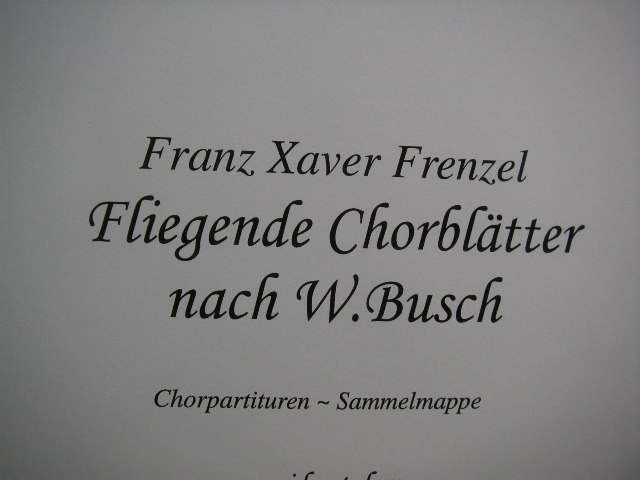 Franz Xaver Frenzel
Fliegende Chorblätter
nach W.Busch
Chorpartituren ~ Sammelmappe